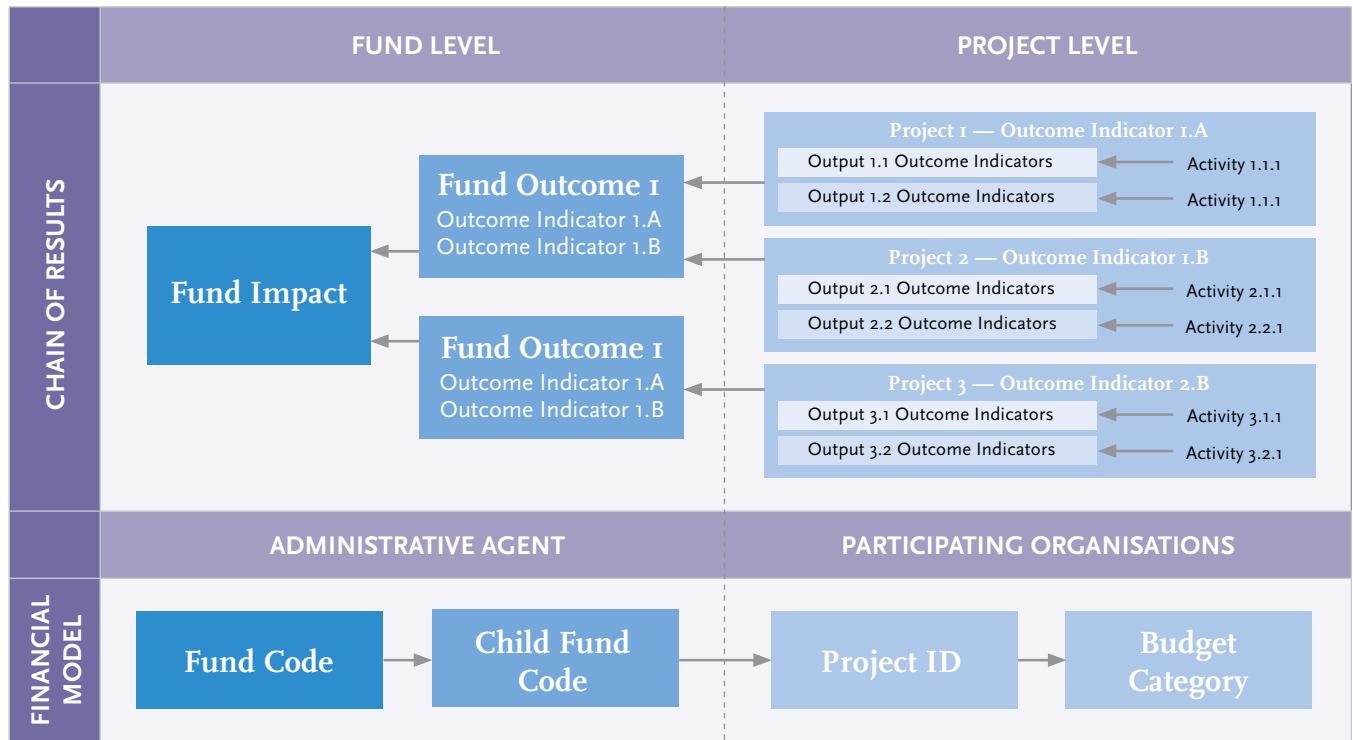 FUND LEVEL
PROJECT LEVEL
CHAIN OF RESULTS
Fund Impact
Fund Outcome 1
Outcome Indicator 1.A
Outcome Indicator 1.B
Fund Outcome 1
Outcome Indicator 1.A
Outcome Indicator 1.B
Project 1 — Outcome Indicator 1.A
Output 1.1 Outcome Indicators
Activity 1.1.1
Output 1.2 Outcome Indicators
Activity 1.1.1
Project 2 — Outcome Indicator 1.B
Output 2.1 Outcome Indicators
Activity 2.1.1
Output 2.2 Outcome Indicators
Activity 2.2.1
Project 3 — Outcome Indicator 2.B
Output 3.1 Outcome Indicators
Activity 3.1.1
Output 3.2 Outcome Indicators
Activity 3.2.1
ADMINISTRATIVE AGENT
PARTICIPATING ORGANISATIONS
FINANCIAL
MODEL
Fund Code
Child Fund
Code
Project ID
Budget
Category